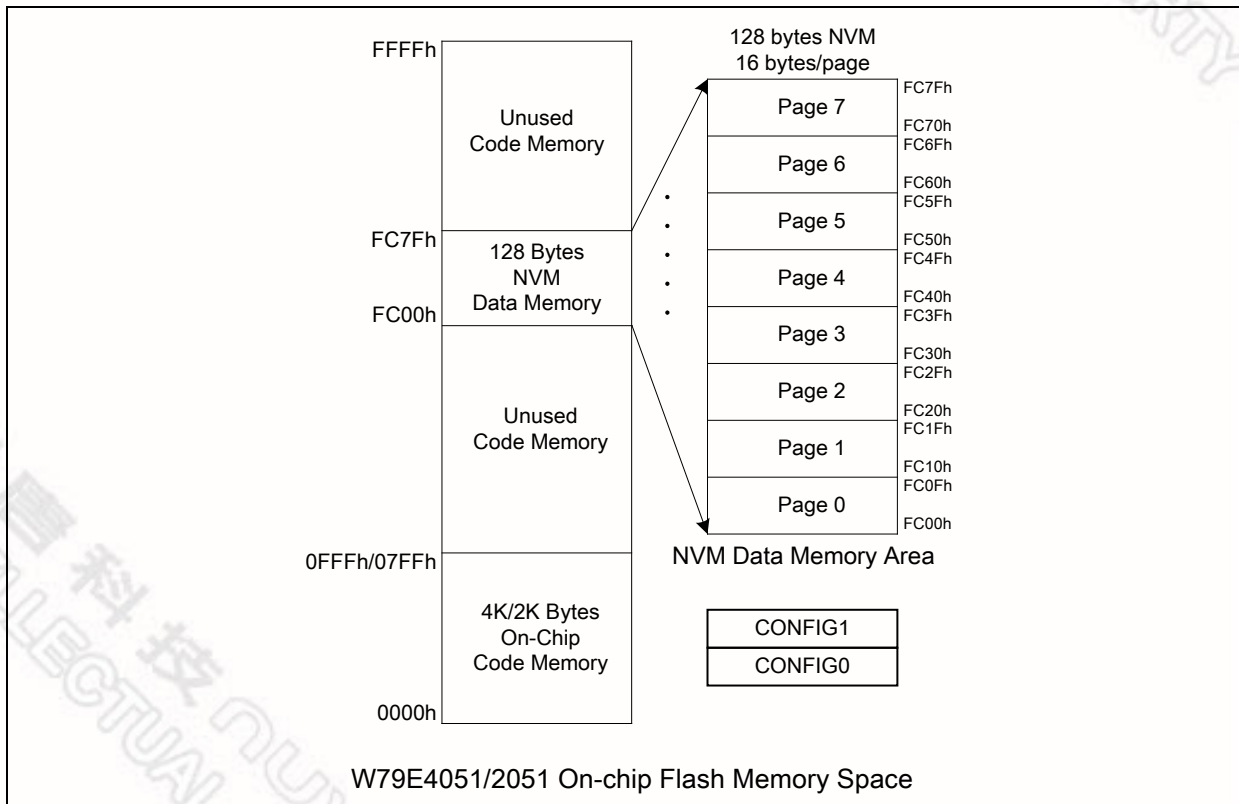 FFFFh
Unused
Code Memory
FC7Fh
128 Bytes
NVM
Data Memory
FC00h
Unused
Code Memory
0FFFh/07FFh
4K/2K Bytes
On-Chip
Code Memory
0000h
128 bytes NVM
16 bytes/page
Page 7
FC7Fh
FC70h
Page 6
FC6Fh
FC60h
Page 5
FC5Fh
FC50h
Page 4
FC4Fh
FC40h
Page 3
FC3Fh
FC30h
Page 2
FC2Fh
FC20h
Page 1
FC1Fh
FC10h
Page 0
FC0Fh
FC00h
NVM Data Memory Area
CONFIG1
CONFIG0
W79E4051/2051 On-chip Flash Memory Space
科技